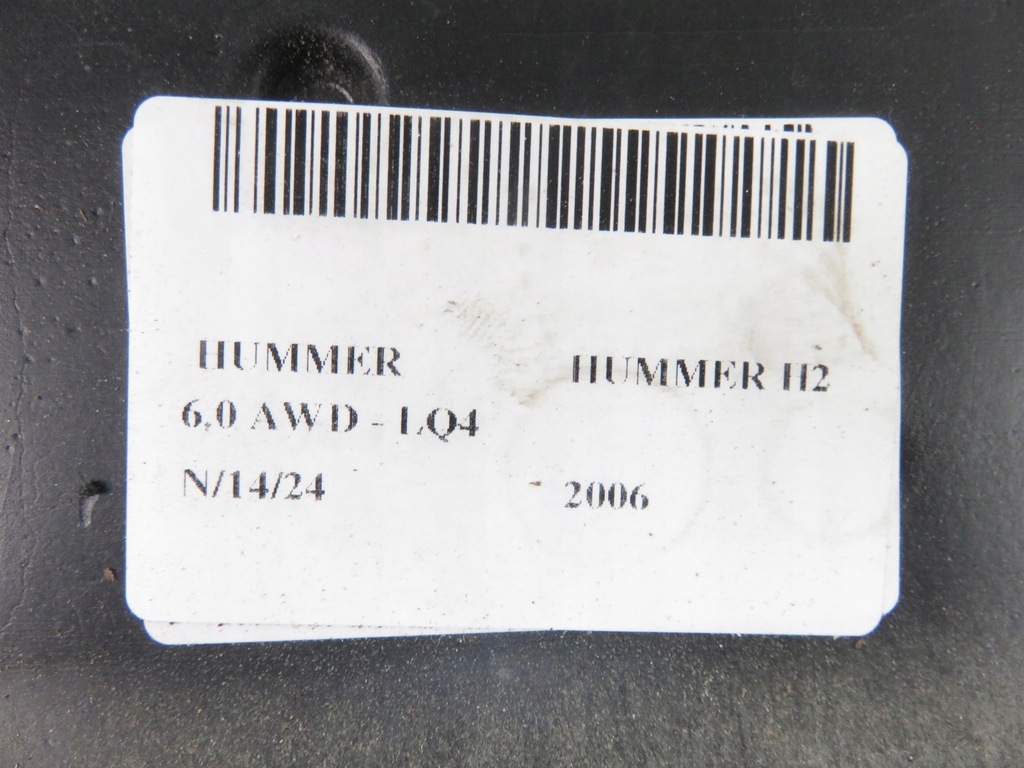 HUMMER HUMMER H2
6.0 AWD - LQ4
N/14/24 - 2006